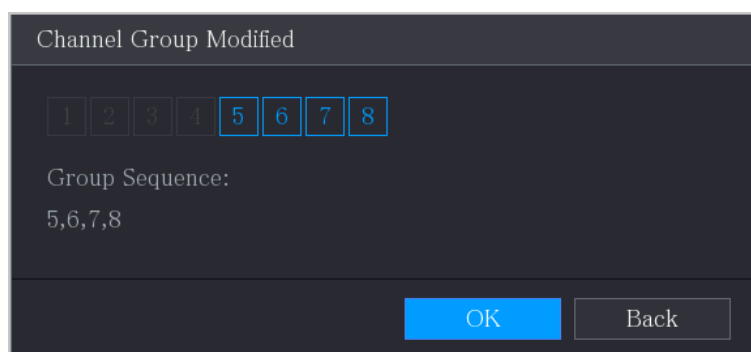 Channel Group Modified
1 2 3 4 5 6 7 8
Group Sequence:
5,6,7,8
OK Back